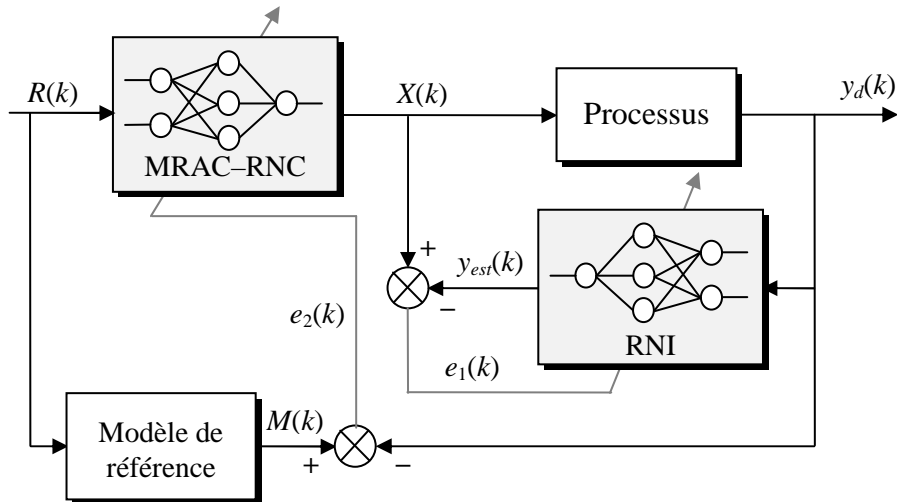 R(k)
MRAC–RNC
X(k)
Processus
y_d(k)
+
y_est(k)
−
RNI
e_2(k)
e_1(k)
Modèle de
référence
M(k)
+
−